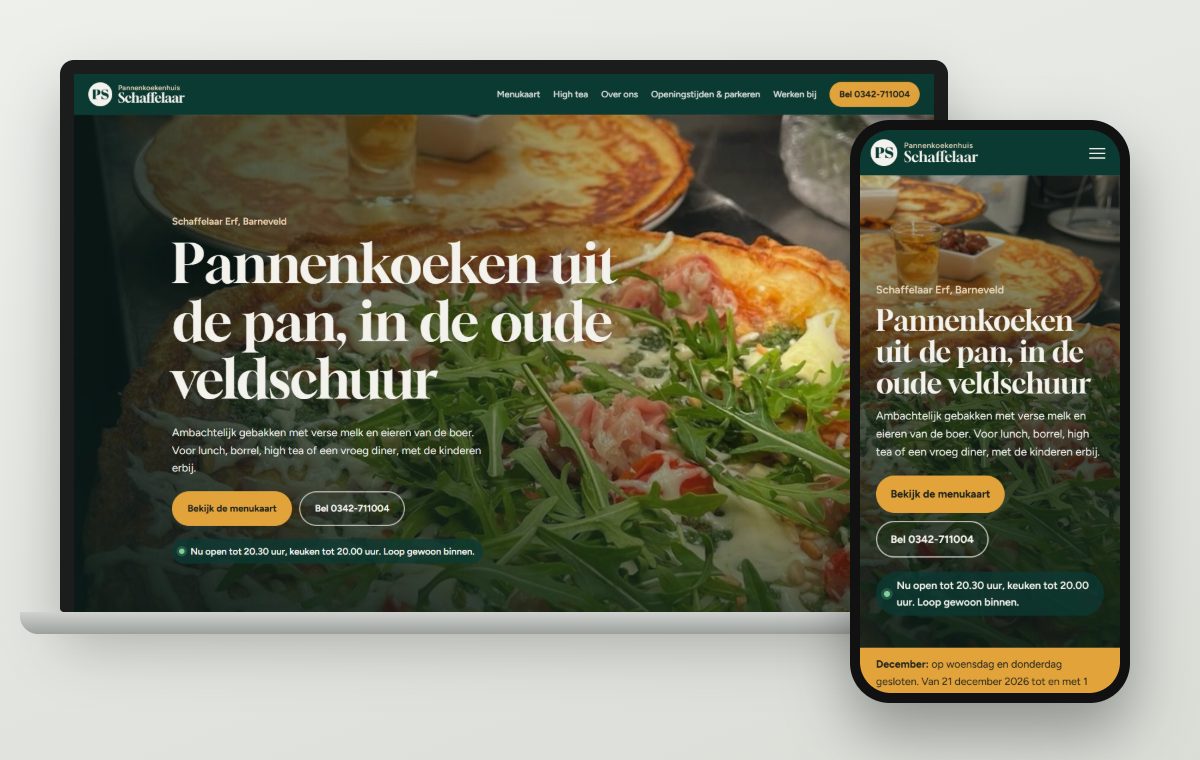 PS
Pannenkoekenhuis
Schaffelaar
Menukaart
High tea
Over ons
Openingstijden & parkeren
Werken bij
Bel 0342-711004
Schaffelaar Erf, Barneveld
Pannenkoeken uit
de pan, in de oude
veldschuur
Ambachtelijk gebakken met verse melk en eieren van de boer.
Voor lunch, borrel, high tea of een vroeg diner, met de kinderen
erbij.
Bekijk de menukaart
Bel 0342-711004
Nu open tot 20.30 uur, keuken tot 20.00 uur. Loop gewoon binnen.
PS
Pannenkoekenhuis
Schaffelaar
Schaffelaar Erf, Barneveld
Pannenkoeken
uit de pan, in de
oude veldschuur
Ambachtelijk gebakken met verse melk en
eieren van de boer. Voor lunch, borrel, high
tea of een vroeg diner, met de kinderen erbij.
Bekijk de menukaart
Bel 0342-711004
Nu open tot 20.30 uur, keuken tot 20.00
uur. Loop gewoon binnen.
December: op woensdag en donderdag
gesloten. Van 21 december 2026 tot en met 1